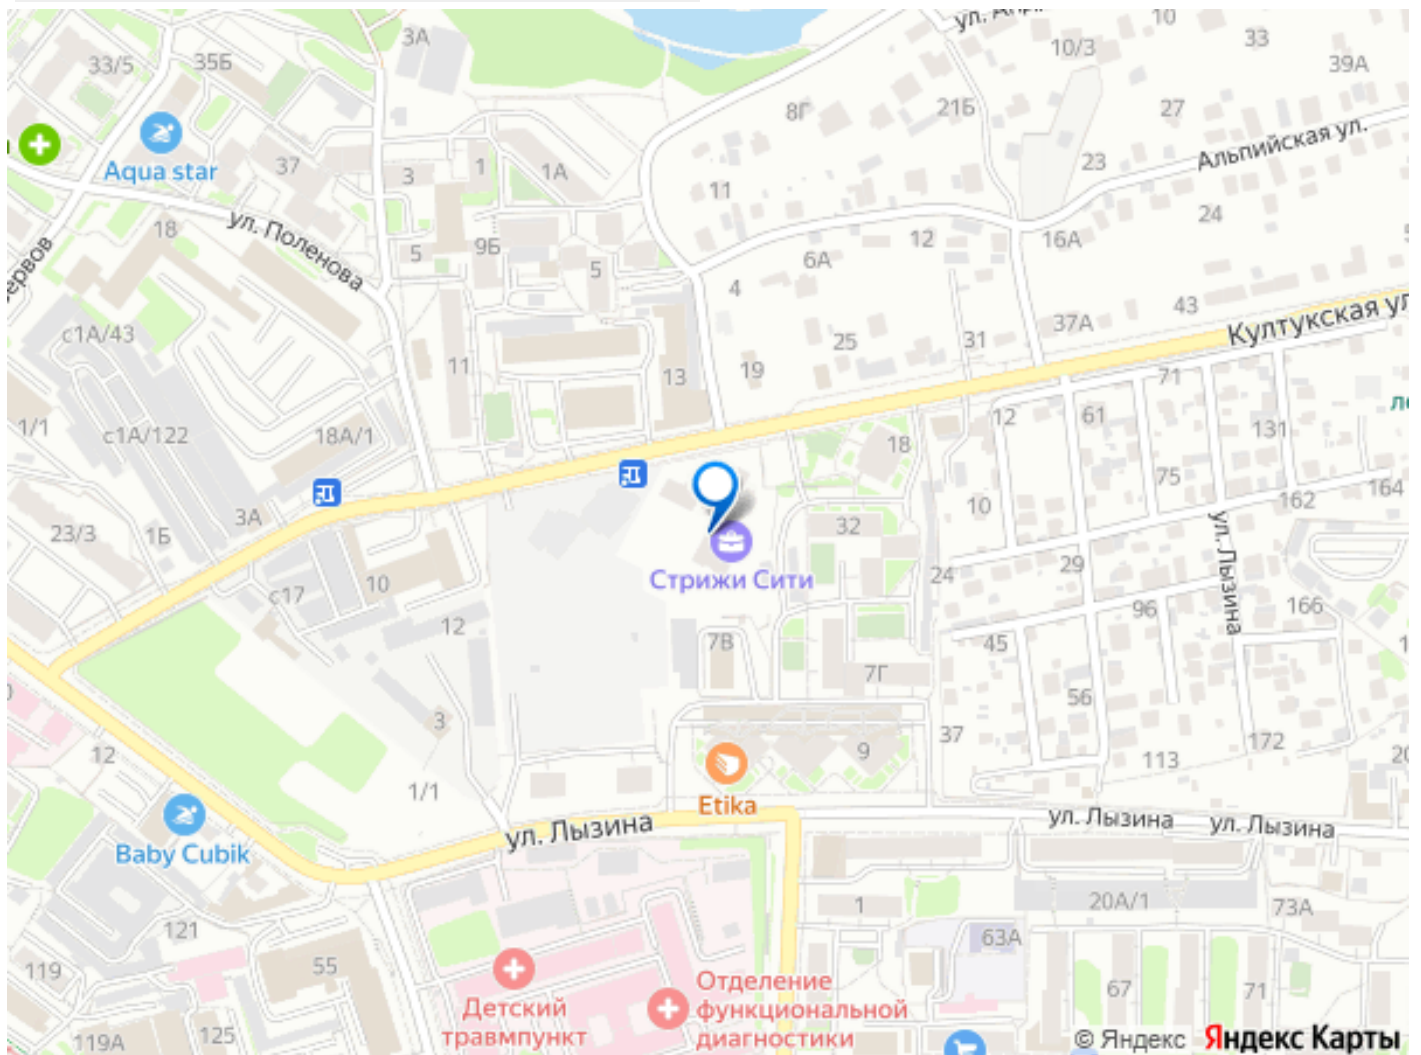 3А
10
10/3
33
39А
33/5
35Б
8Г
21Б
27
Aqua star
37
3
1
1А
11
23
Альпийская ул.
24
18
ул. Поленова
5
9Б
5
12
6А
16А
4
43
Култукская ул
с1А/43
25
31
37А
19
11
13
71
1/1
с1А/122
18А/1
12
61
131
18
75
162
164
3А
10
23/3
1Б
32
29
ул. Лызина
Стрижи Сити
24
с17
10
12
96
166
45
7В
7Г
56
3
37
172
12
9
113
20
1/1
Etika
ул. Лызина
ул. Лызина
ул. Лызина
Baby Cubik
1
20А/1
73А
121
63А
119
55
Отделение
функциональной
диагностики
Детский
травмпункт
67
71
119А
125
© Яндекс
Яндекс Карты